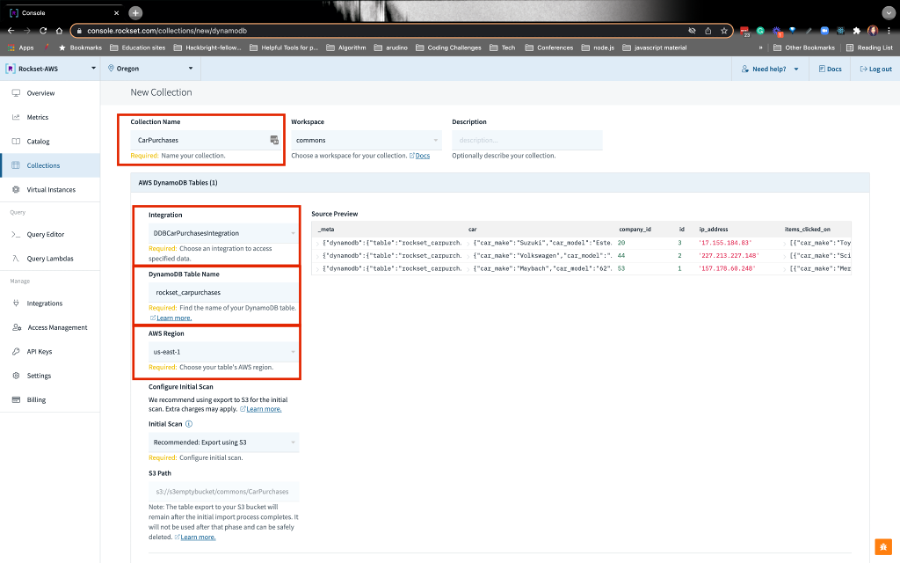 Console
console.rockset.com/collections/new/dynamodb
23
Apps
Bookmarks
Education sites
Hackbright-fellow...
Helpful Tools for p...
Algorithm
arudino
Coding Challenges
Tech
Conferences
node.js
javascript material
»
Other Bookmarks
Reading List
Rockset-AWS
Oregon
Need help?
Docs
Log out
Overview
Metrics
Catalog
Collections
Virtual Instances
Query
Query Editor
Query Lambdas
Manage
Integrations
Access Management
API Keys
Settings
Billing
New Collection
Collection Name
CarPurchases
Required: Name your collection.
Workspace
commons
Choose a workspace for your collection. Docs
Description
description...
Optionally describe your collection.
AWS DynamoDB Tables (1)
Integration
DDBCarPurchasesIntegration
Required: Choose an integration to access
specified data.
DynamoDB Table Name
rockset_carpurchases
Required: Find the name of your DynamoDB table.
Learn more.
AWS Region
us-east-1
Required: Choose your table's AWS region.
Configure Initial Scan
We recommend using export to S3 for the initial
scan. Extra charges may apply. Learn more.
Initial Scan
Recommended: Export using S3
Required: Configure initial scan.
S3 Path
s3://s3emptybucket/commons/CarPurchases
Note: The table export to your S3 bucket will
remain after the initial import process completes. It
will not be used after that phase and can be safely
deleted. Learn more.
Source Preview
_meta car company_id id ip_address items_clicked_on
{"dynamodb":{"table":"rockset_carpurch. {"car_make":"Suzuki","car_model":"Este. 20 3 "17.155.184.83" [{"car_make":"Toy
{"dynamodb":{"table":"rockset_carpurch. {"car_make":"Volkswagen","car_model":". 44 2 "227.213.227.148" [{"car_make":"Sci
{"dynamodb":{"table":"rockset_carpurch. {"car_make":"Maybach","car_model":"62". 53 1 "157.178.60.248" [{"car_make":"Mer